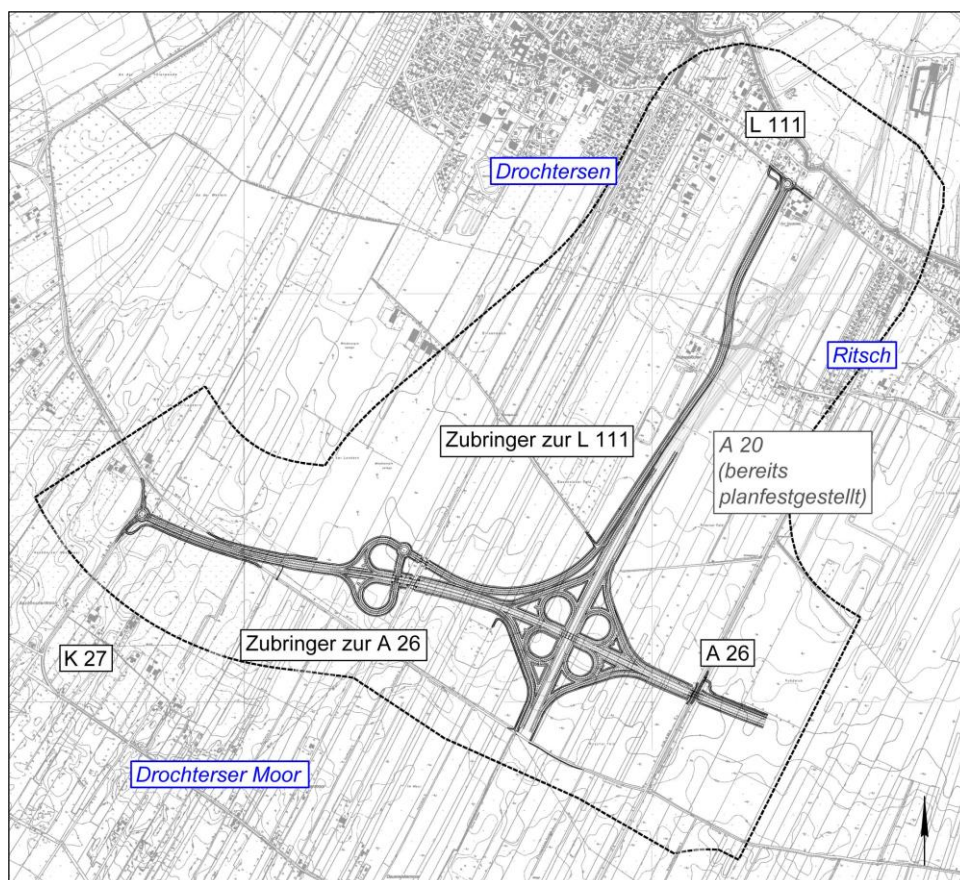 L 111
Drochtersen
Ritsch
Zubringer zur L 111
A 20
(bereits
planfestgestellt)
Zubringer zur A 26
K 27
A 26
Drochterser Moor